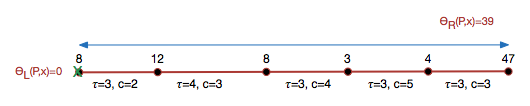 Θ_R(P,x)=39
8 12 8 3 4 47
Θ_L(P,x)=0
τ=3, c=2 τ=4, c=3 τ=3, c=4 τ=3, c=5 τ=3, c=3